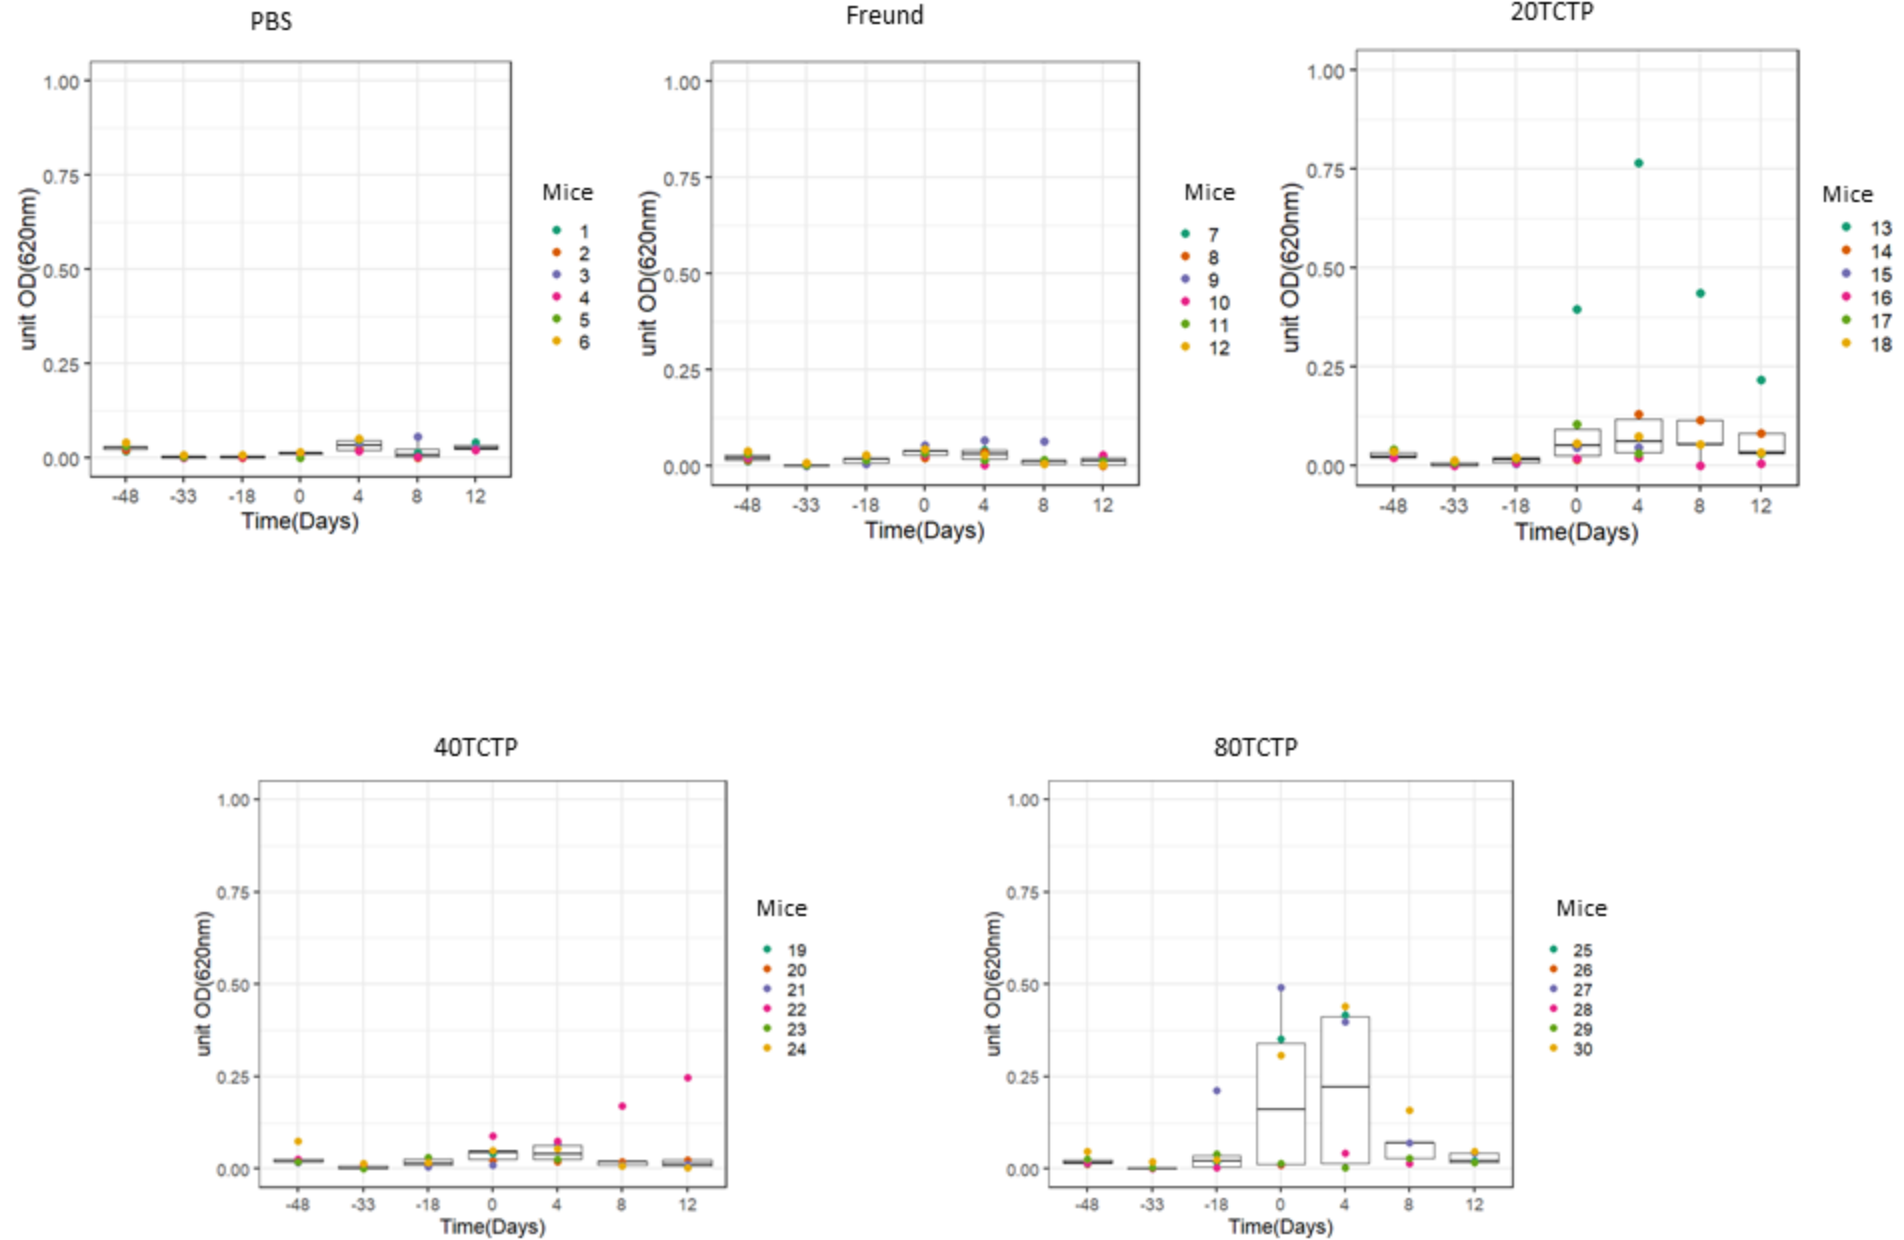 PBS
1.00
0.75
0.50
0.25
0.00
unit OD(620nm)
-48 -33 -18 0 4 8 12
Time(Days)
Mice
1
2
3
4
5
6
Freund
1.00
0.75
0.50
0.25
0.00
unit OD(620nm)
-48 -33 -18 0 4 8 12
Time(Days)
Mice
7
8
9
10
11
12
20TCTP
1.00
0.75
0.50
0.25
0.00
unit OD(620nm)
-48 -33 -18 0 4 8 12
Time(Days)
Mice
13
14
15
16
17
18
40TCTP
1.00
0.75
0.50
0.25
0.00
unit OD(620nm)
-48 -33 -18 0 4 8 12
Time(Days)
Mice
19
20
21
22
23
24
80TCTP
1.00
0.75
0.50
0.25
0.00
unit OD(620nm)
-48 -33 -18 0 4 8 12
Time(Days)
Mice
25
26
27
28
29
30